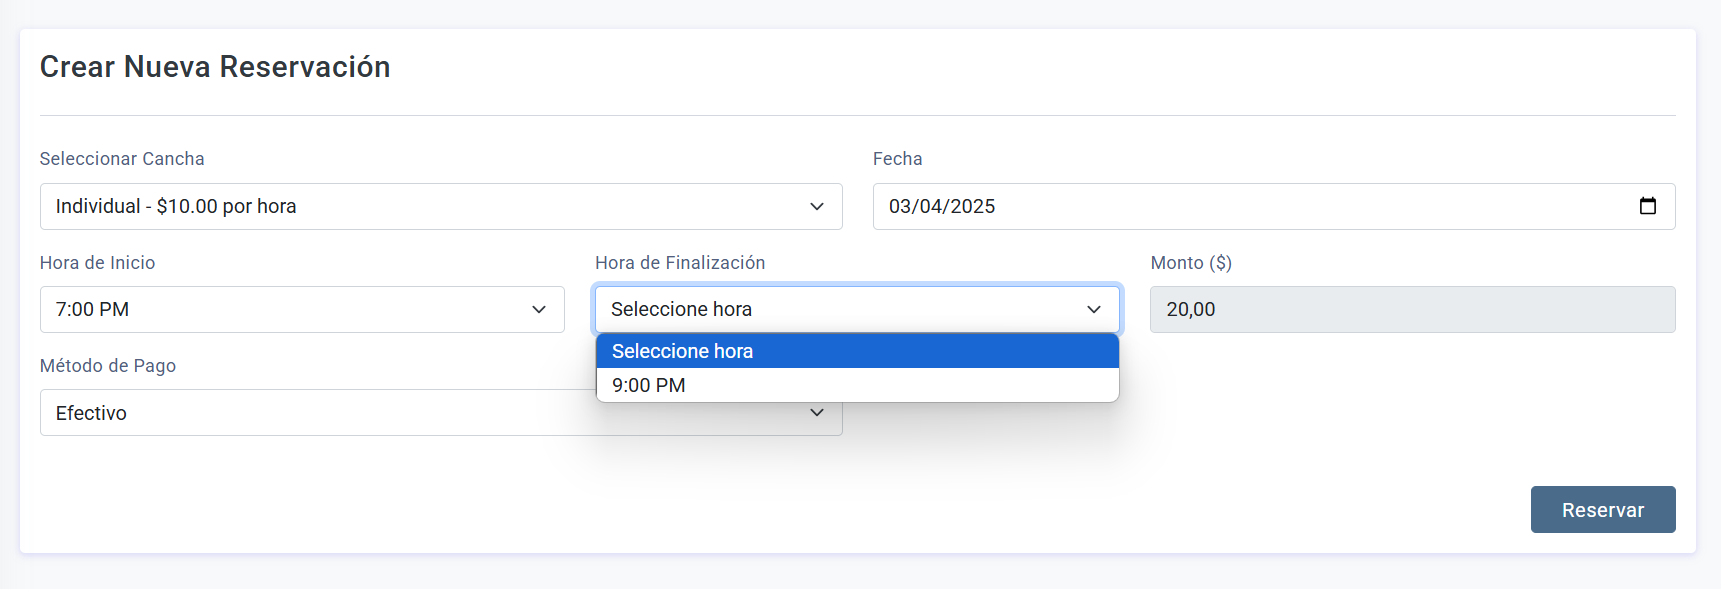 Crear Nueva Reservación
Seleccionar Cancha
Fecha
Individual - $10.00 por hora
03/04/2025
Hora de Inicio
Hora de Finalización
Monto ($)
7:00 PM
Seleccione hora
20,00
Seleccione hora
9:00 PM
Método de Pago
Efectivo
Reservar